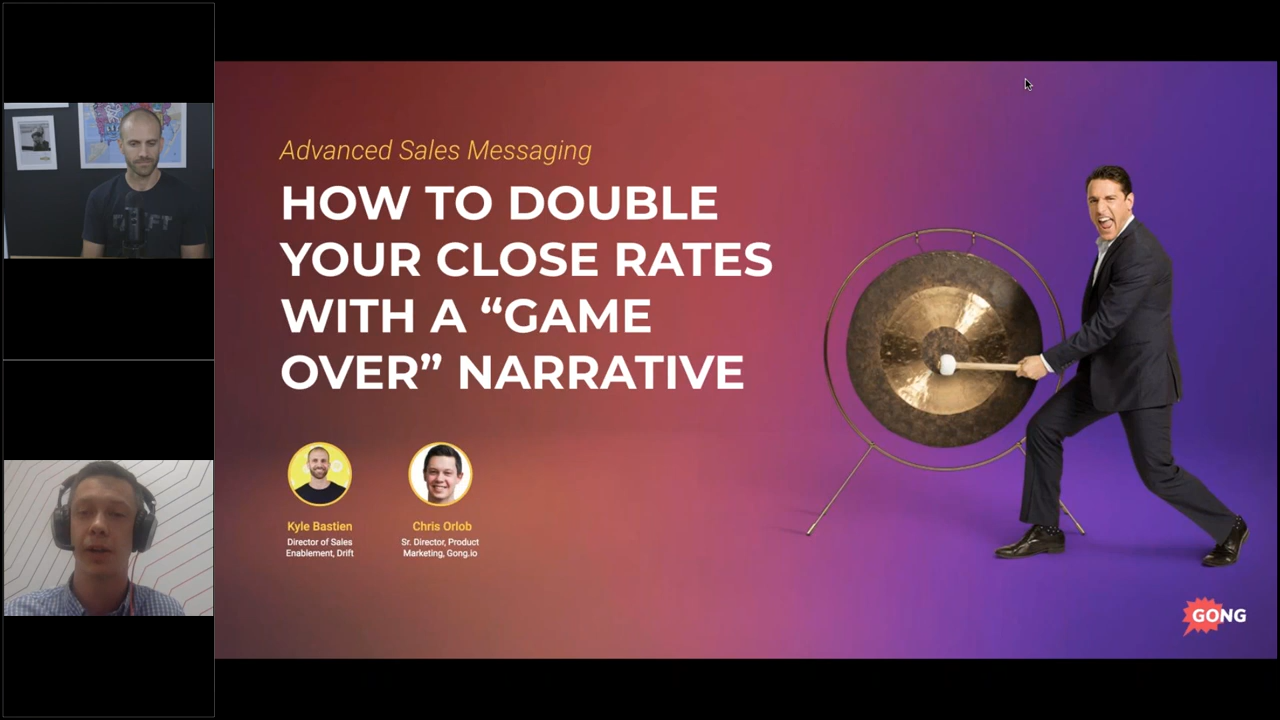 Advanced Sales Messaging
HOW TO DOUBLE
YOUR CLOSE RATES
WITH A “GAME
OVER” NARRATIVE
Kyle Bastien
Director of Sales
Enablement, Drift
Chris Orlob
Sr. Director, Product
Marketing, Gong.io
GONG
DRIFT